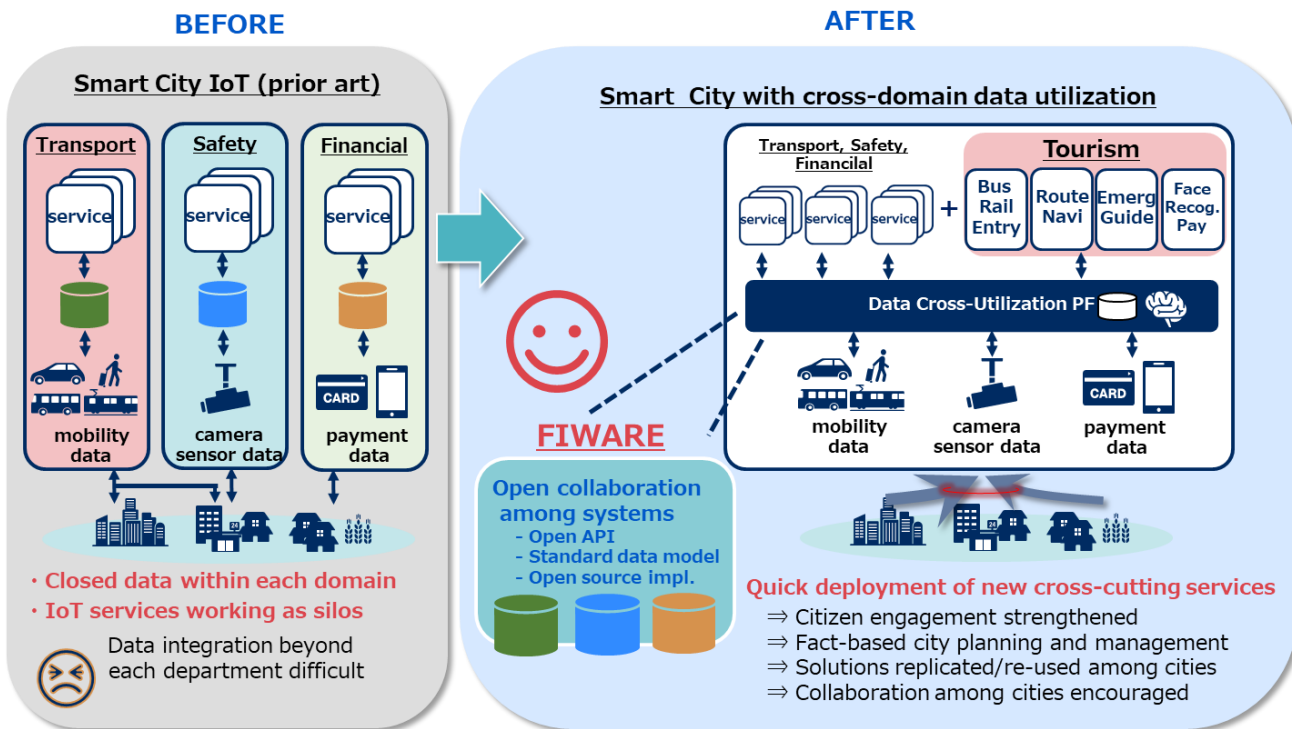 BEFORE
Smart City IoT (prior art)
Transport
Safety
Financial
service
service
service
CARD
mobility
data
camera
sensor data
payment
data
24
・Closed data within each domain
・IoT services working as silos
Data integration beyond
each department difficult
AFTER
Smart City with cross-domain data utilization
Transport, Safety,
Financilal
Tourism
service
service
service
+
Bus
Rail
Entry
Route
Navi
Emerg
Guide
Face
Recog.
Pay
Data Cross-Utilization PF
CARD
mobility
data
camera
sensor data
payment
data
FIWARE
Open collaboration
among systems
- Open API
- Standard data model
- Open source impl.
24
Quick deployment of new cross-cutting services
⇒ Citizen engagement strengthened
⇒ Fact-based city planning and management
⇒ Solutions replicated/re-used among cities
⇒ Collaboration among cities encouraged